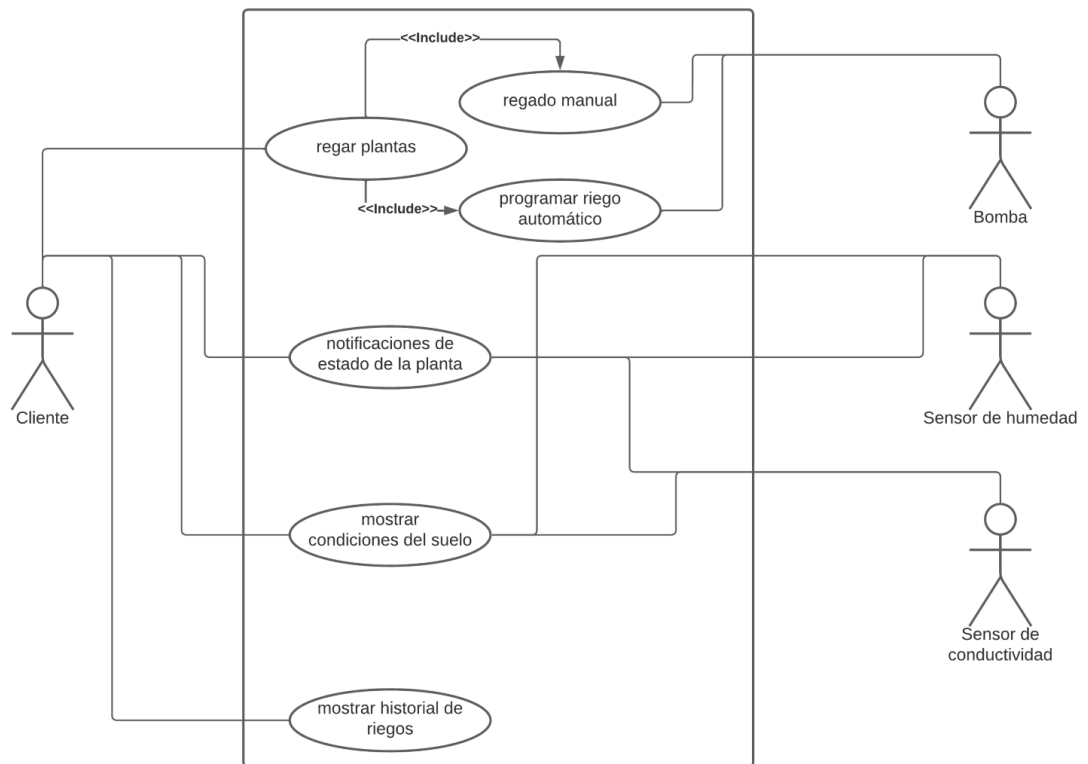 <<Include>>
regado manual
regar plantas
programar riego
automático
<<Include>>
Bomba
notificaciones de
estado de la planta
Cliente
Sensor de humedad
mostrar
condiciones del suelo
Sensor de
conductividad
mostrar historial de
riegos